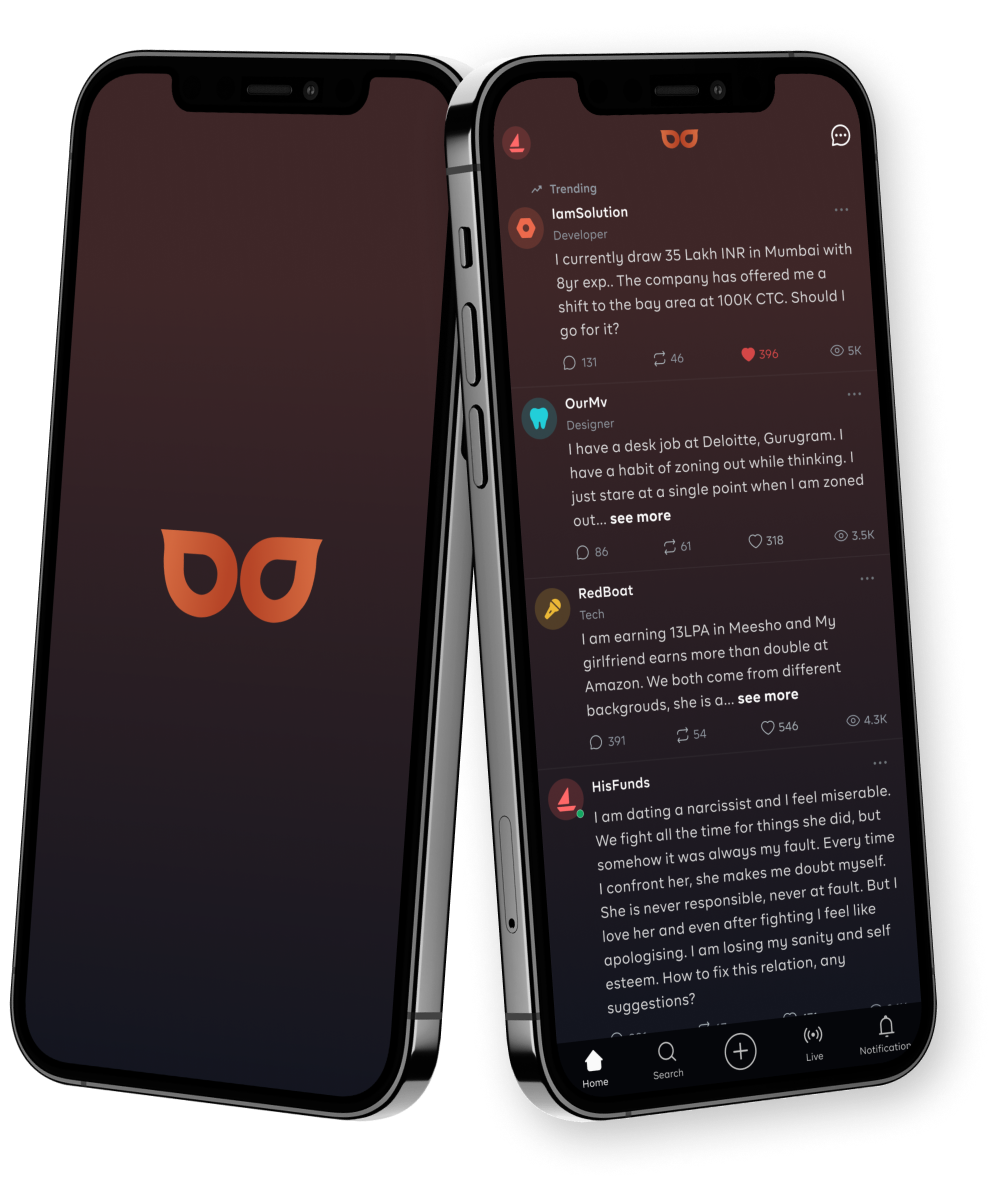 Trending
IamSolution
Developer
I currently draw 35 Lakh INR in Mumbai with
8yr exp.. The company has offered me a
shift to the bay area at 100K CTC. Should I
go for it?
131 46 396 5K
OurMv
Designer
I have a desk job at Deloitte, Gurugram. I
have a habit of zoning out while thinking. I
just stare at a single point when I am zoned
out... see more
86 61 318 3.5K
RedBoat
Tech
I am earning 13LPA in Meesho and My
girlfriend earns more than double at
Amazon. We both come from different
backgrouds, she is a... see more
391 54 546 4.3K
HisFunds
I am dating a narcissist and I feel miserable.
We fight all the time for things she did, but
somehow it was always my fault. Every time
I confront her, she makes me doubt myself.
She is never responsible, never at fault. But I
love her and even after fighting I feel like
apologising. I am losing my sanity and self
esteem. How to fix this relation, any
suggestions?
Home Search Live Notification